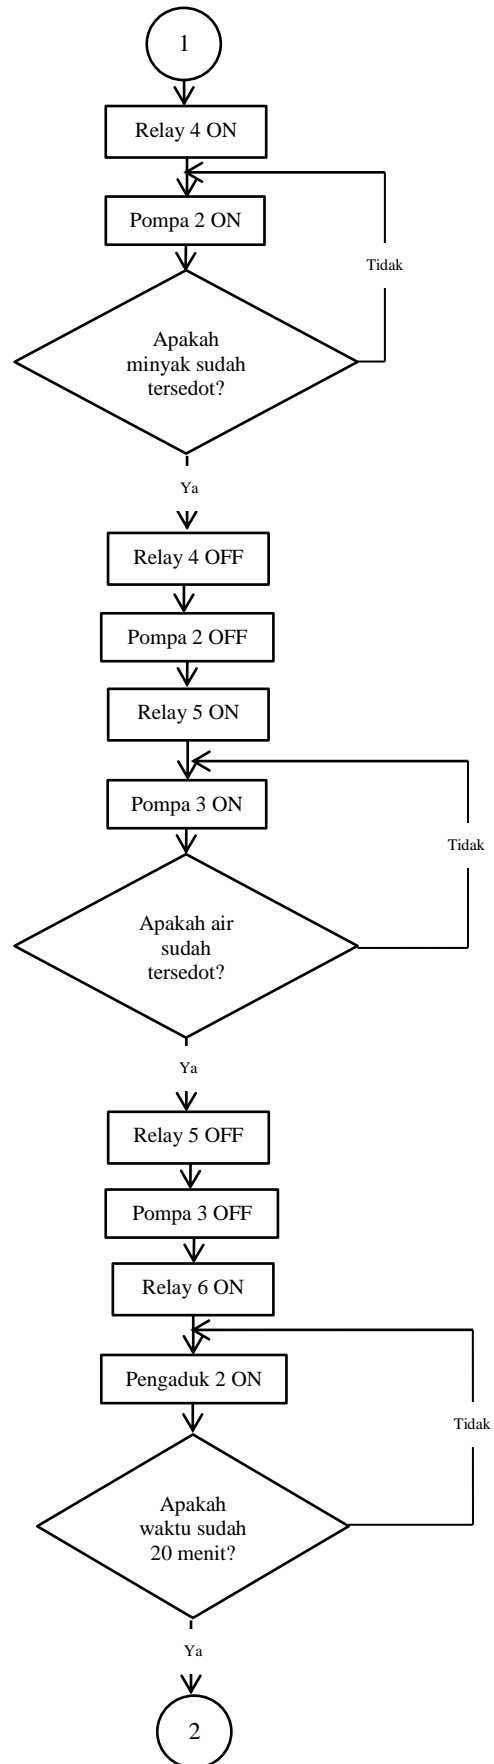 1
Relay 4 ON
Pompa 2 ON
Tidak
Apakah
minyak sudah
tersedot?
Ya
Relay 4 OFF
Pompa 2 OFF
Relay 5 ON
Pompa 3 ON
Tidak
Apakah air
sudah
tersedot?
Ya
Relay 5 OFF
Pompa 3 OFF
Relay 6 ON
Pengaduk 2 ON
Tidak
Apakah
waktu sudah
20 menit?
Ya
2